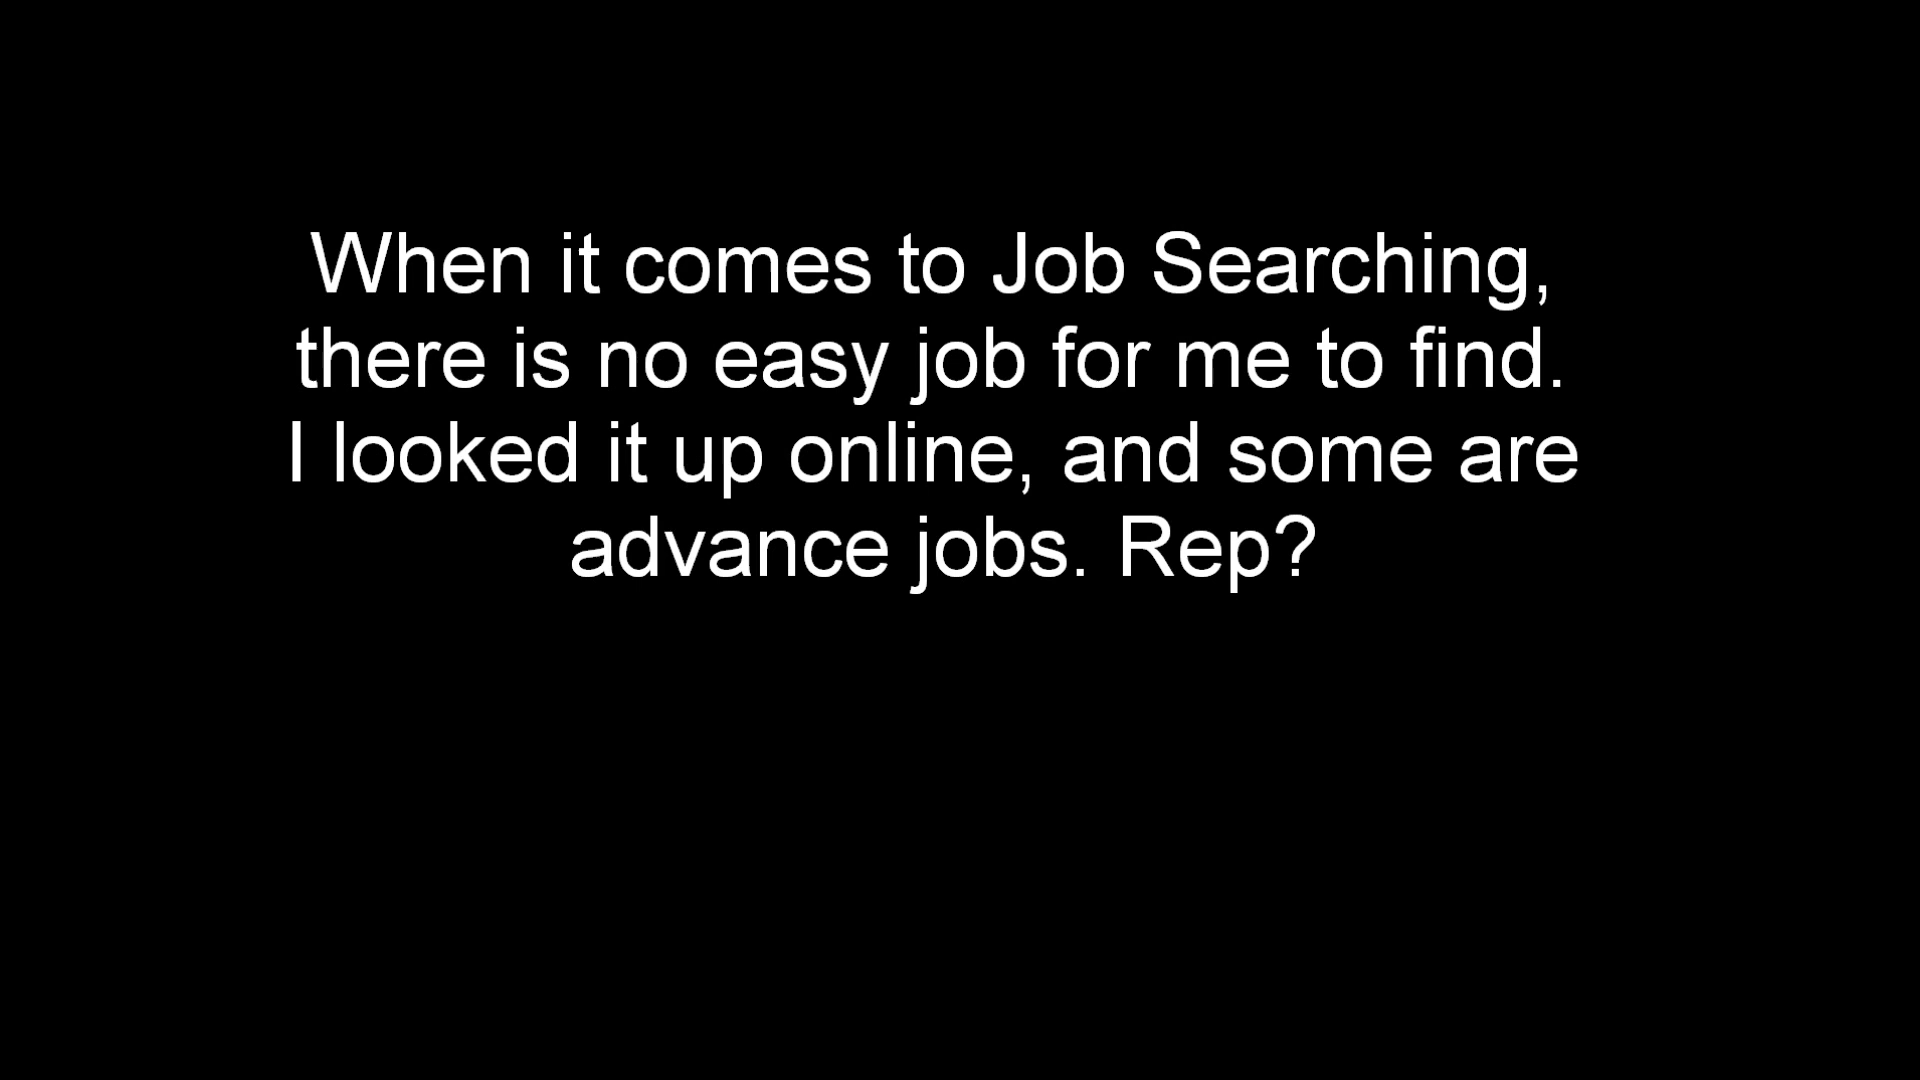 When it comes to Job Searching,
there is no easy job for me to find.
I looked it up online, and some are
advance jobs. Rep?